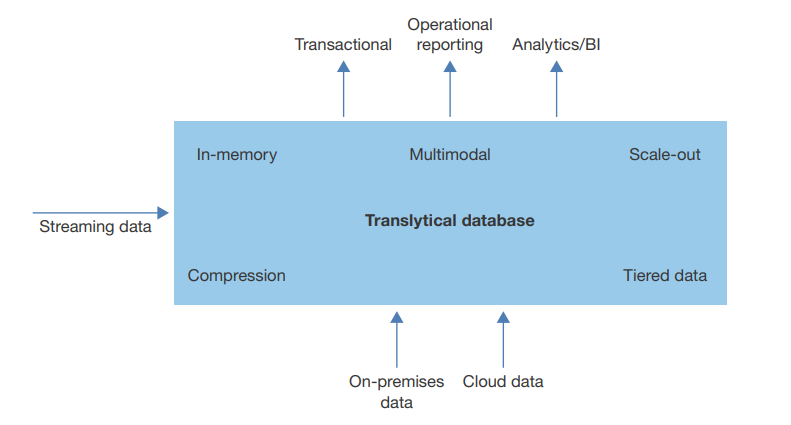 Transactional
Operational
reporting
Analytics/BI
In-memory
Multimodal
Scale-out
Streaming data
Translytical database
Compression
Tiered data
On-premises
data
Cloud data